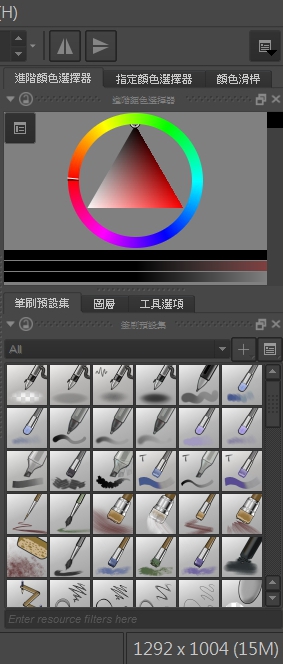 (H)
進階顏色選擇器 指定顏色選擇器 顏色滑桿
進階顏色選擇器
筆刷預設集 圖層 工具選項
筆刷預設集
All
T T T
Enter resource filters here
1292 x 1004 (15M)